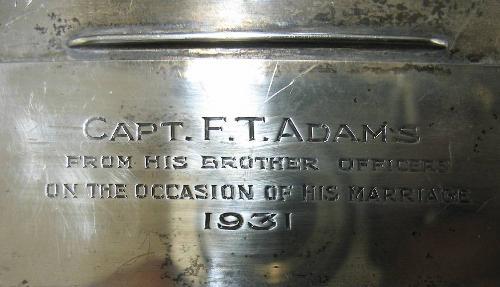 CAPT. F.T. ADAMS
FROM HIS BROTHER OFFICERS
ON THE OCCASION OF HIS MARRIAGE
1931